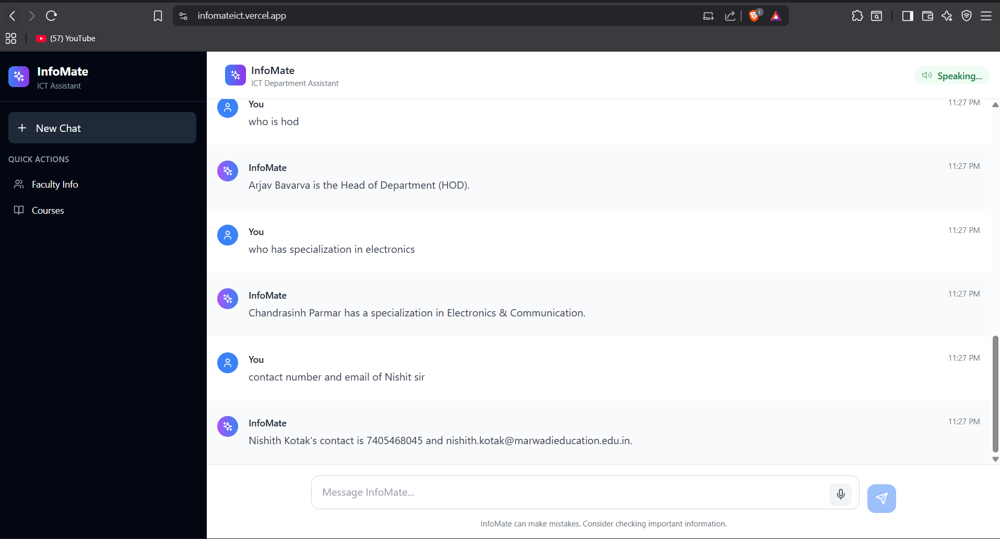 infomateict.vercel.app
1
(57) YouTube
InfoMate
ICT Assistant
New Chat
QUICK ACTIONS
Faculty Info
Courses
InfoMate
ICT Department Assistant
Speaking...
You
11:27 PM
who is hod
InfoMate
11:27 PM
Arjav Bavarva is the Head of Department (HOD).
You
11:27 PM
who has specialization in electronics
InfoMate
11:27 PM
Chandrasinh Parmar has a specialization in Electronics & Communication.
You
11:27 PM
contact number and email of Nishit sir
InfoMate
11:27 PM
Nishith Kotak's contact is 7405468045 and nishith.kotak@marwadieducation.edu.in.
Message InfoMate...
InfoMate can make mistakes. Consider checking important information.